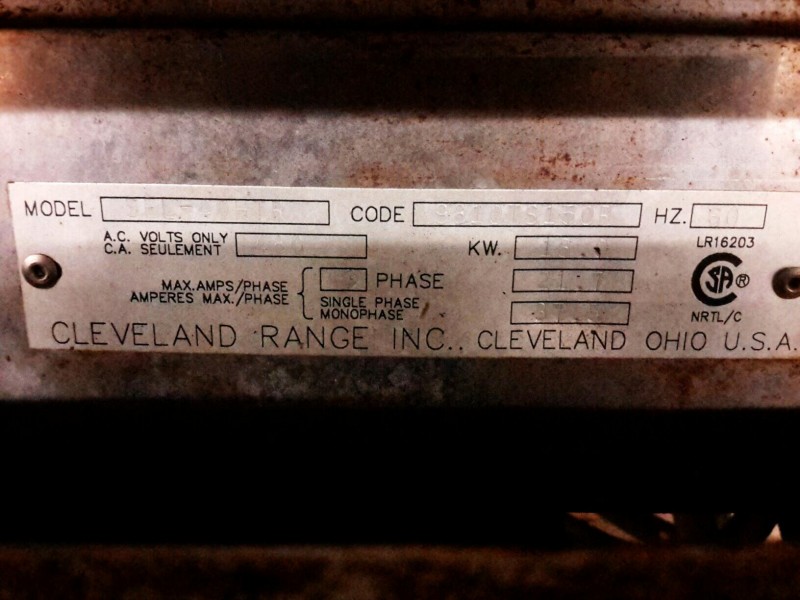 MODEL CODE HZ. 60
A.C. VOLTS ONLY
C.A. SEULEMENT
KW.
LR16203
MAX.AMPS/PHASE
AMPERES MAX./PHASE
PHASE
SINGLE PHASE
MONOPHASE
SA ®
NRTL/C
CLEVELAND RANGE INC., CLEVELAND OHIO U.S.A.